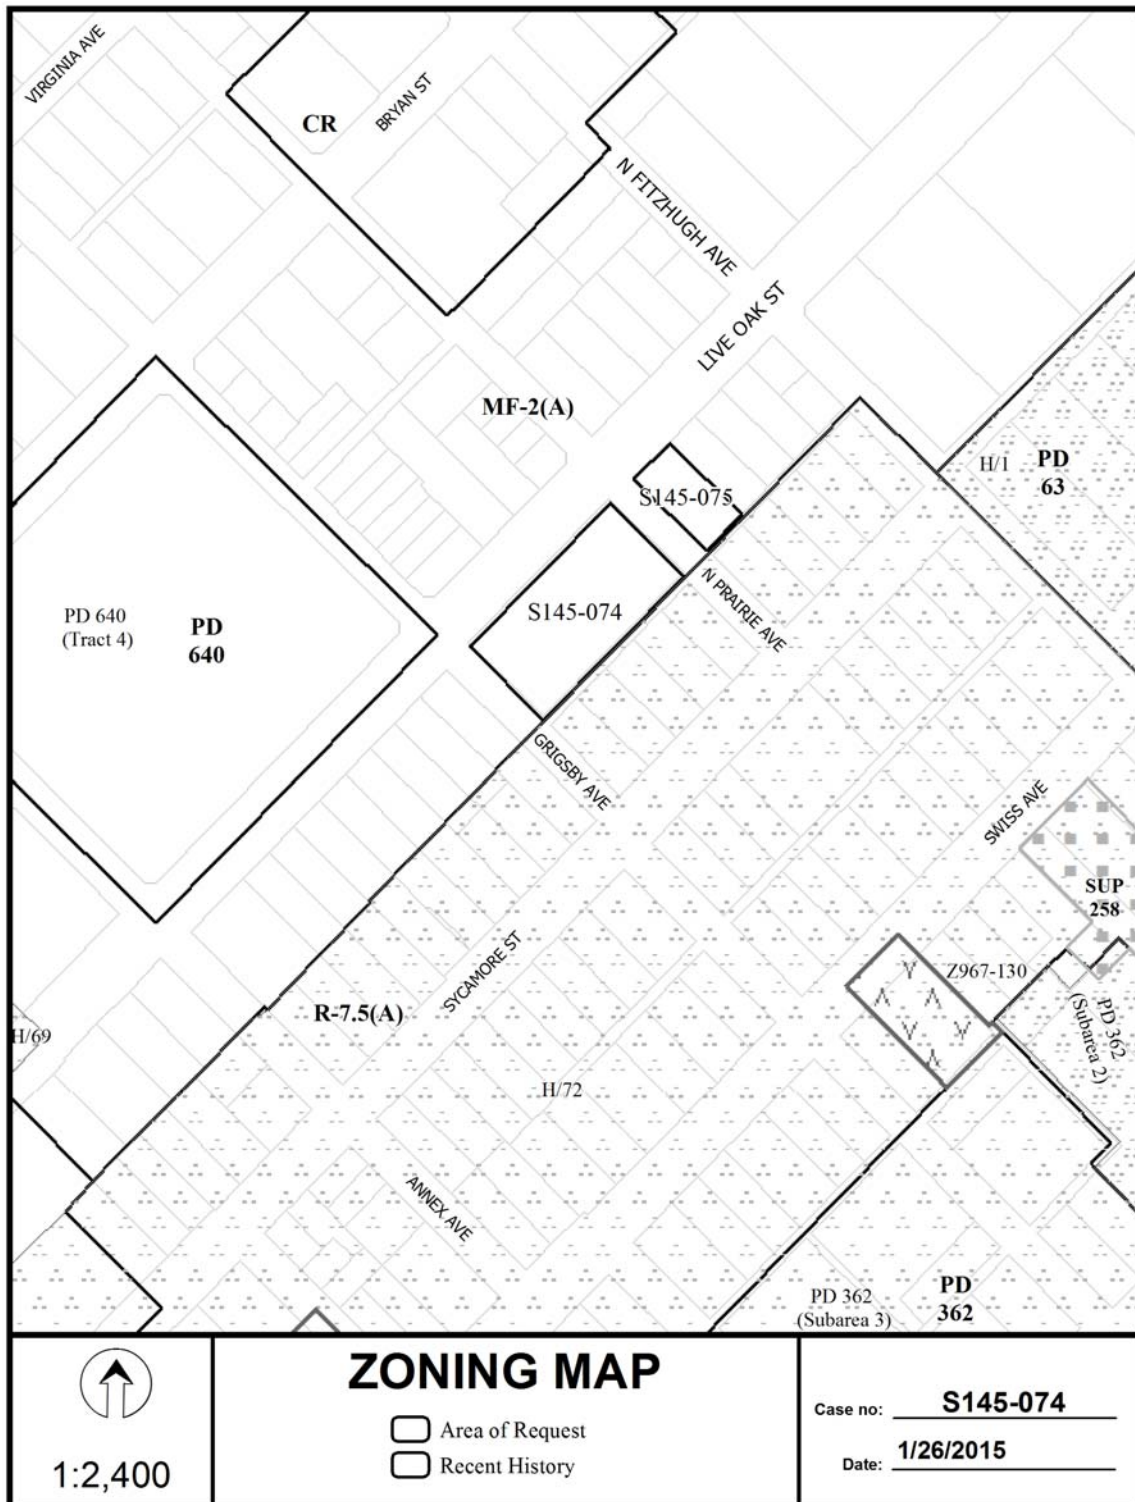 VIRGINIA AVE
CR
BRYAN ST
N FITZHUGH AVE
LIVE OAK ST
MF-2(A)
H/1
PD
63
S145-075
S145-074
N PRAIRIE AVE
PD 640
(Tract 4)
PD
640
GRIGSBY AVE
SWISS AVE
SUP
258
SYCAMORE ST
Z967-130
R-7.5(A)
PD 362
(Subarea 2)
H/69
H/72
ANNEX AVE
PD 362
(Subarea 3)
PD
362
1:2,400
ZONING MAP
Area of Request
Recent History
Case no: S145-074
Date: 1/26/2015